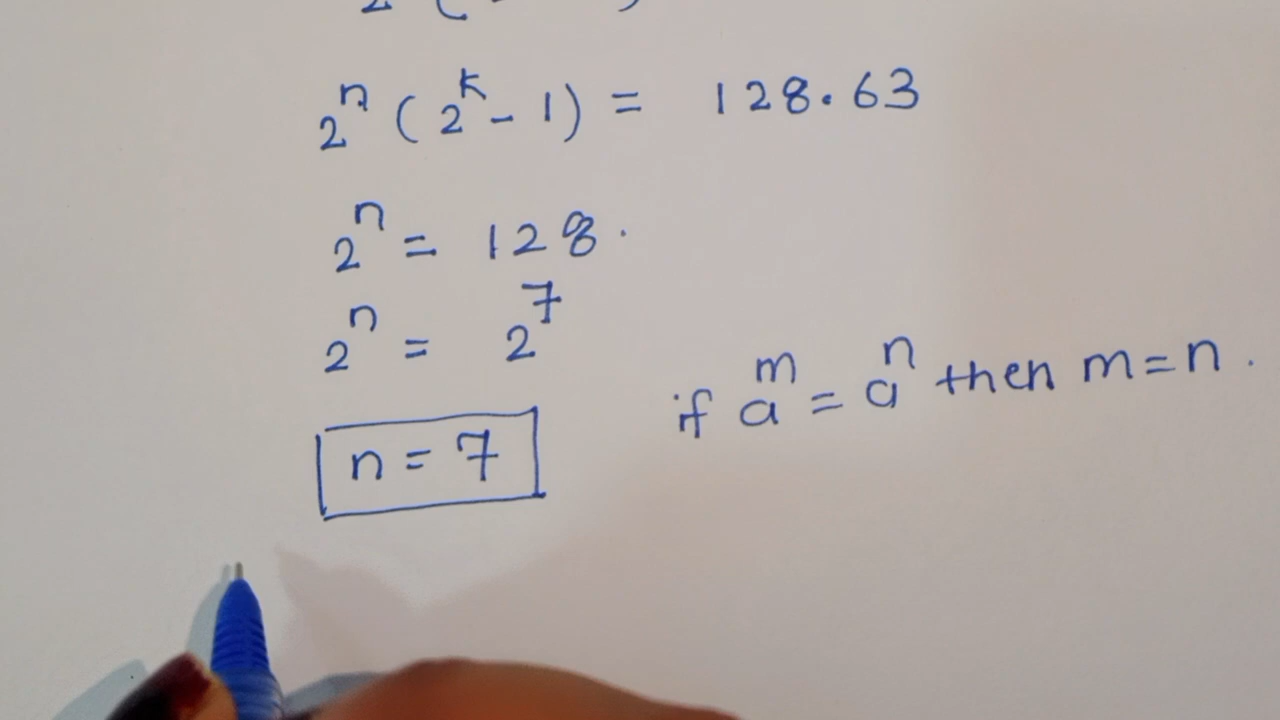 2^n (2^k - 1) = 128.63
2^n = 128.
2^n = 2^7
if a^m = a^n then m = n.
n = 7